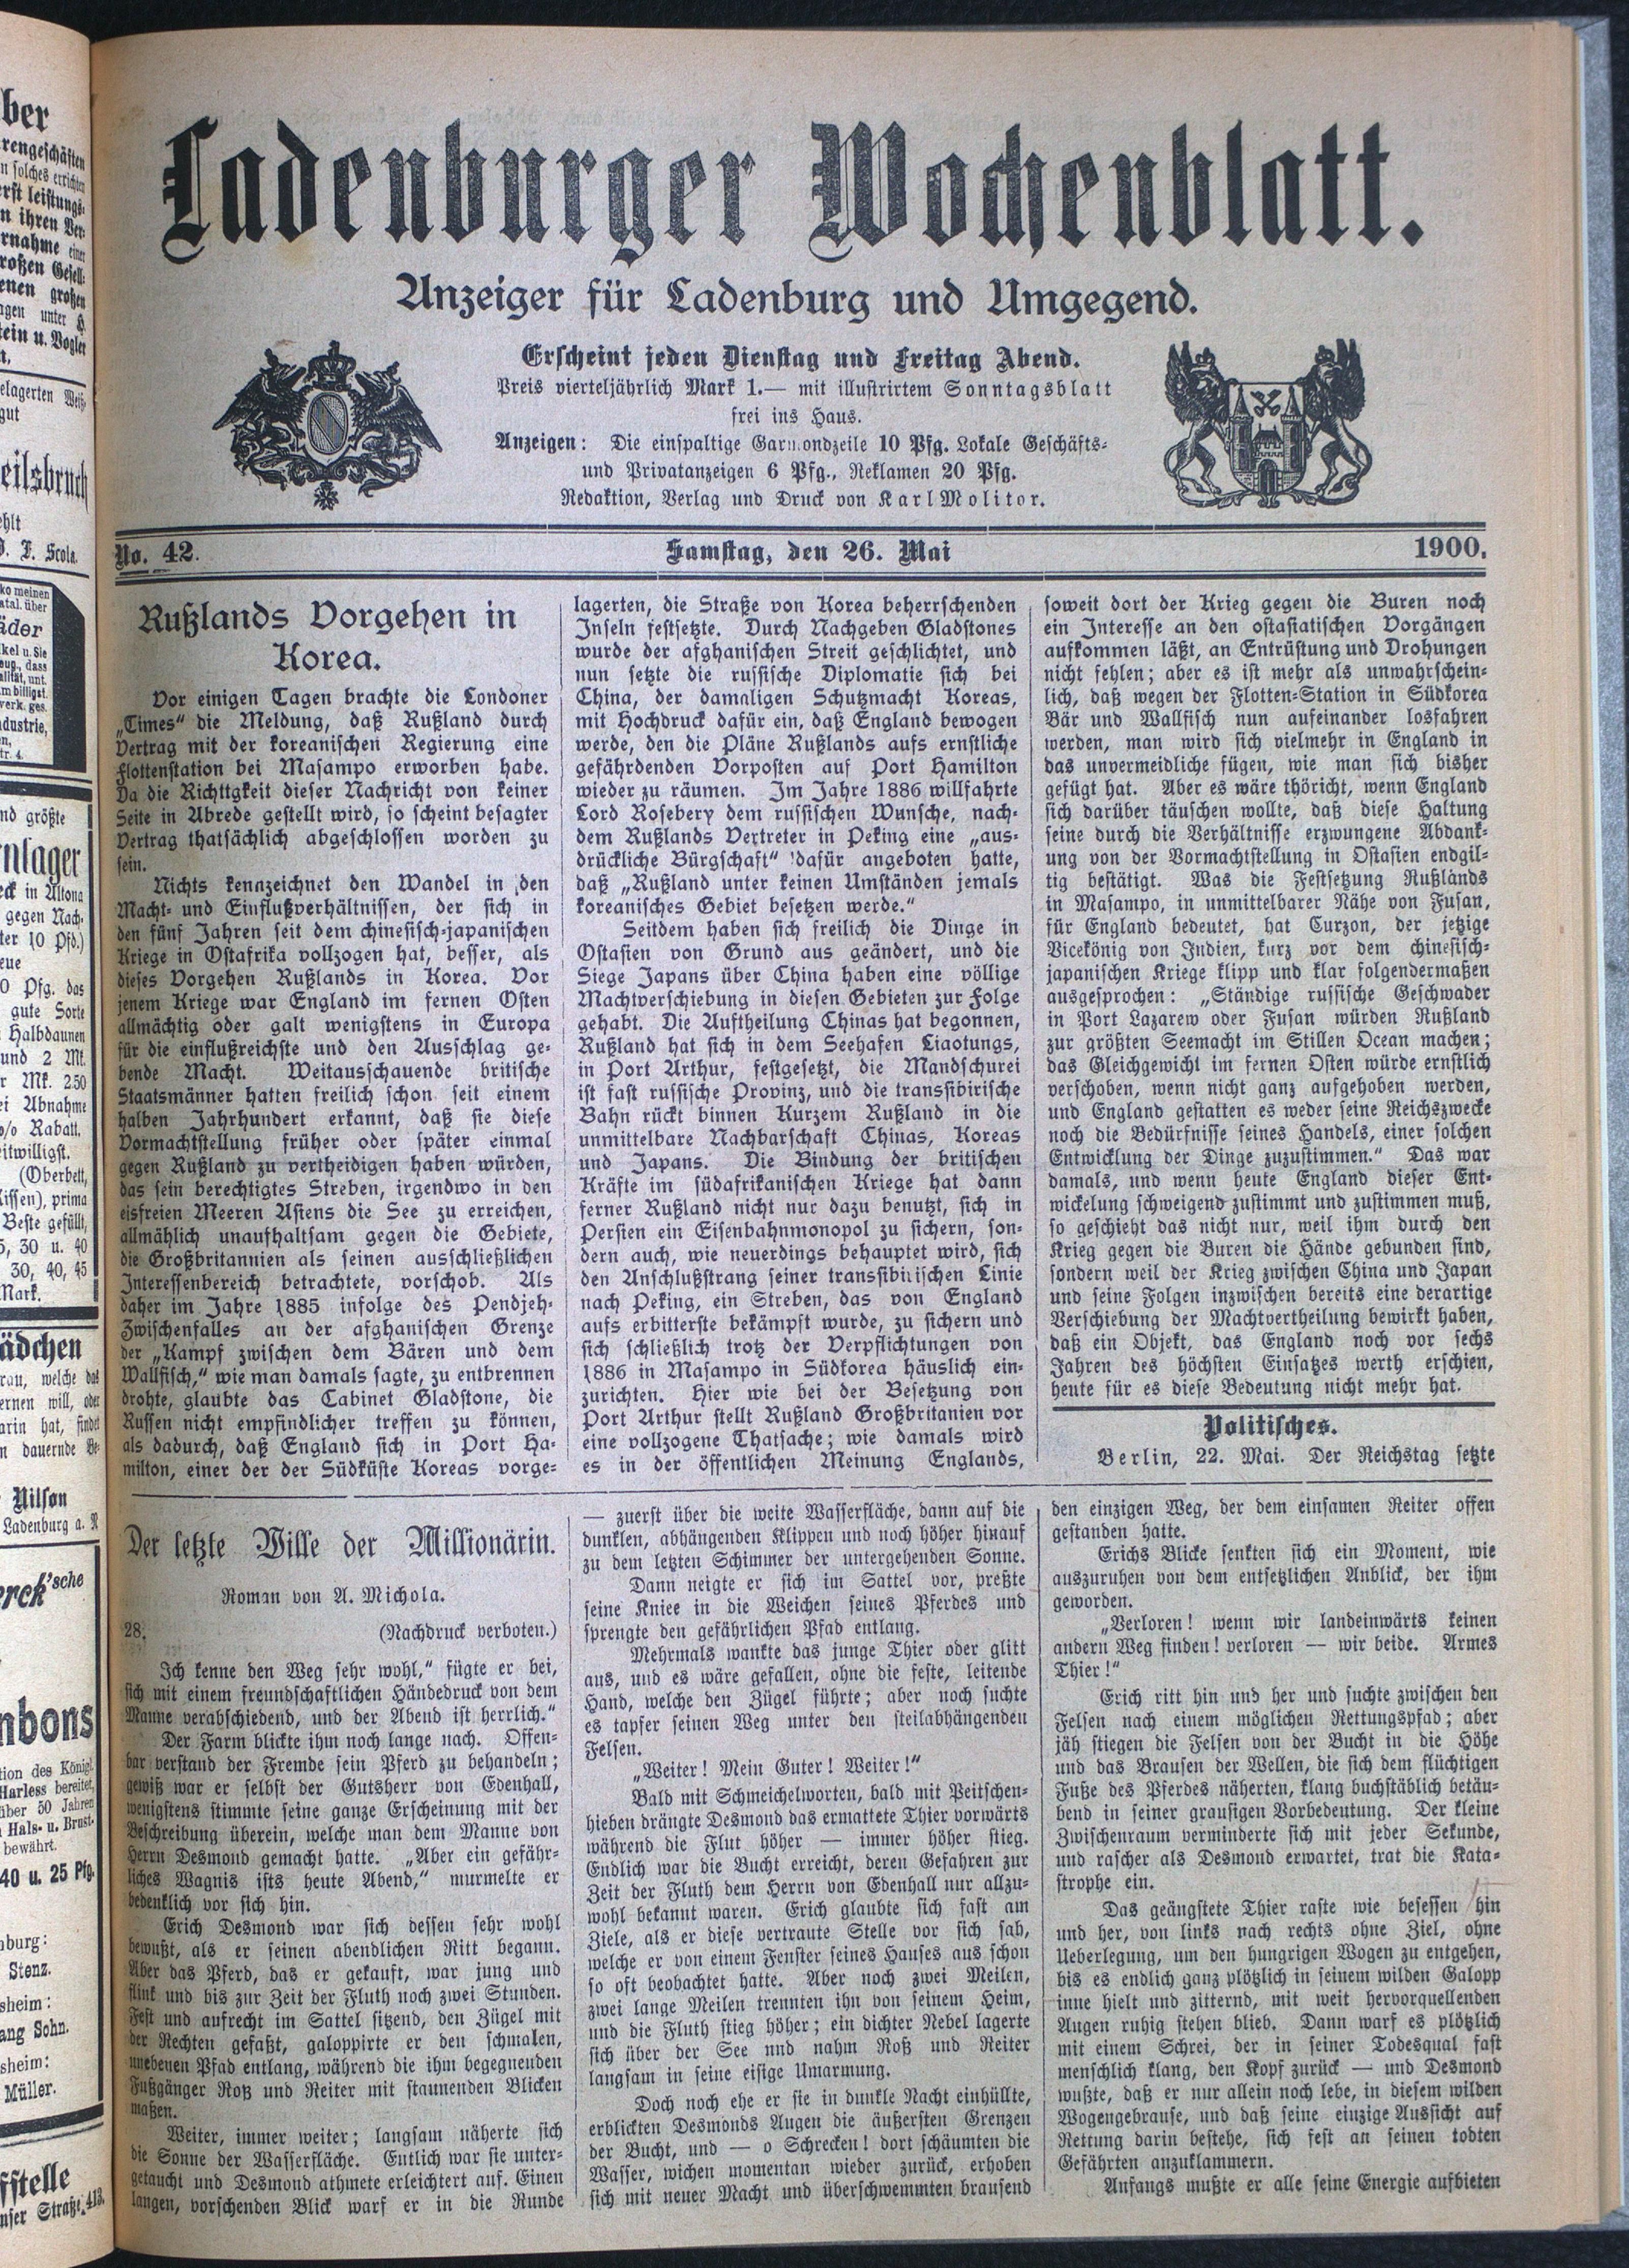 Ladenburger Wochenblatt.
Anzeiger für Ladenburg und Umgegend.
Erscheint jeden Dienstag und Freitag Abend.
Preis vierteljährlich Mark 1.— mit illustrirtem Sonntagsblatt
frei ins Haus.
Anzeigen: Die einspaltige Garmondzeile 10 Pfg. Lokale Geschäfts-
und Privatanzeigen 6 Pfg., Reklamen 20 Pfg.
Redaktion, Verlag und Druck von Karl Molitor.
No. 42.
Samstag, den 26. Mai
1900.
Rußlands Vorgehen in
Korea.
Vor einigen Tagen brachte die Londoner
„Times“ die Meldung, daß Rußland durch
Vertrag mit der koreanischen Regierung eine
Flottenstation bei Masampo erworben habe.
Da die Richttgkeit dieser Nachricht von keiner
Seite in Abrede gestellt wird, so scheint besagter
Vertrag thatsächlich abgeschlossen worden zu
sein.
Nichts kennzeichnet den Wandel in den
Macht- und Einflußverhältnissen, der sich in
den fünf Jahren seit dem chinesisch-japanischen
Kriege in Ostafrika vollzogen hat, besser, als
dieses Vorgehen Rußlands in Korea. Vor
jenem Kriege war England im fernen Osten
allmächtig oder galt wenigstens in Europa
für die einflußreichste und den Ausschlag ge-
bende Macht. Weitausschauende britische
Staatsmänner hatten freilich schon seit einem
halben Jahrhundert erkannt, daß sie diese
Vormachtstellung früher oder später einmal
gegen Rußland zu vertheidigen haben würden,
das sein berechtigtes Streben, irgendwo in den
eisfreien Meeren Asiens die See zu erreichen,
allmählich unaufhaltsam gegen die Gebiete,
die Großbritannien als seinen ausschließlichen
Interessenbereich betrachtete, vorschob. Als
daher im Jahre 1885 infolge des Pendjeh-
Zwischenfalles an der afghanischen Grenze
der „Kampf zwischen dem Bären und dem
Wallfisch,“ wie man damals sagte, zu entbrennen
drohte, glaubte das Cabinet Gladstone, die
Russen nicht empfindlicher treffen zu können,
als dadurch, daß England sich in Port Ha-
milton, einer der der Südküste Koreas vorge-
lagerten, die Straße von Korea beherrschenden
Inseln festsetzte. Durch Nachgeben Gladstones
wurde der afghanischen Streit geschlichtet, und
nun setzte die russische Diplomatie sich bei
China, der damaligen Schutzmacht Koreas,
mit Hochdruck dafür ein, daß England bewogen
werde, den die Pläne Rußlands aufs ernstliche
gefährdenden Vorposten auf Port Hamilton
wieder zu räumen. Im Jahre 1886 willfahrte
Lord Rosebery dem russischen Wunsche, nach-
dem Rußlands Vertreter in Peking eine „aus-
drückliche Bürgschaft“ dafür angeboten hatte,
daß „Rußland unter keinen Umständen jemals
koreanisches Gebiet besetzen werde.“
Seitdem haben sich freilich die Dinge in
Ostasien von Grund aus geändert, und die
Siege Japans über China haben eine völlige
Machtverschiebung in diesen Gebieten zur Folge
gehabt. Die Auftheilung Chinas hat begonnen,
Rußland hat sich in dem Seehafen Liaotungs,
in Port Arthur, festgesetzt, die Mandschurei
ist fast russische Provinz, und die transsibirische
Bahn rückt binnen Kurzem Rußland in die
unmittelbare Nachbarschaft Chinas, Koreas
und Japans. Die Bindung der britischen
Kräfte im südafrikanischen Kriege hat dann
ferner Rußland nicht nur dazu benutzt, sich in
Persien ein Eisenbahnmonopol zu sichern, son-
dern auch, wie neuerdings behauptet wird, sich
den Anschlußstrang seiner transsibirischen Linie
nach Peking, ein Streben, das von England
aufs erbitterste bekämpft wurde, zu sichern und
sich schließlich trotz der Verpflichtungen von
1886 in Masampo in Südkorea häuslich ein-
zurichten. Hier wie bei der Besetzung von
Port Arthur stellt Rußland Großbritanien vor
eine vollzogene Thatsache; wie damals wird
es in der öffentlichen Meinung Englands,
soweit dort der Krieg gegen die Buren noch
ein Interesse an den ostasiatischen Vorgängen
aufkommen läßt, an Entrüstung und Drohungen
nicht fehlen; aber es ist mehr als unwahrschein-
lich, daß wegen der Flotten-Station in Südkorea
Bär und Wallfisch nun aufeinander losfahren
werden, man wird sich vielmehr in England in
das unvermeidliche fügen, wie man sich bisher
gefügt hat. Aber es wäre thöricht, wenn England
sich darüber täuschen wollte, daß diese Haltung
seine durch die Verhältnisse erzwungene Abdank-
ung von der Vormachtstellung in Ostasien endgil-
tig bestätigt. Was die Festsetzung Rußlands
in Masampo, in unmittelbarer Nähe von Fusan,
für England bedeutet, hat Curzon, der jetzige
Vicekönig von Indien, kurz vor dem chinesisch-
japanischen Kriege klipp und klar folgendermaßen
ausgesprochen: „Ständige russische Geschwader
in Port Lazarew oder Fusan würden Rußland
zur größten Seemacht im Stillen Ocean machen;
das Gleichgewicht im fernen Osten würde ernstlich
verschoben, wenn nicht ganz aufgehoben werden,
und England gestatten es weder seine Reichszwecke
noch die Bedürfnisse seines Handels, einer solchen
Entwicklung der Dinge zuzustimmen.“ Das war
damals, und wenn heute England dieser Ent-
wickelung schweigend zustimmt und zustimmen muß,
so geschieht das nicht nur, weil ihm durch den
Krieg gegen die Buren die Hände gebunden sind,
sondern weil der Krieg zwischen China und Japan
und seine Folgen inzwischen bereits eine derartige
Verschiebung der Machtvertheilung bewirkt haben,
daß ein Objekt, das England noch vor sechs
Jahren des höchsten Einsatzes werth erschien,
heute für es diese Bedeutung nicht mehr hat.
Politisches.
Berlin, 22. Mai. Der Reichstag setzte
Der letzte Wille der Millionärin.
Roman von A. Michola.
28.
(Nachdruck verboten.)
Ich kenne den Weg sehr wohl,“ fügte er bei,
sich mit einem freundschaftlichen Händedruck von dem
Manne verabschiedend, und der Abend ist herrlich.“
Der Farm blickte ihm noch lange nach. Offen-
bar verstand der Fremde sein Pferd zu behandeln;
gewiß war er selbst der Gutsherr von Edenhall,
wenigstens stimmte seine ganze Erscheinung mit der
Beschreibung überein, welche man dem Manne von
Herrn Desmond gemacht hatte. „Aber ein gefähr-
liches Wagnis ists heute Abend,“ murmelte er
bedenklich vor sich hin.
Erich Desmond war sich dessen sehr wohl
bewußt, als er seinen abendlichen Ritt begann.
Aber das Pferd, das er gekauft, war jung und
flink und bis zur Zeit der Fluth noch zwei Stunden.
Fest und aufrecht im Sattel sitzend, den Zügel mit
der Rechten gefaßt, galoppirte er den schmalen,
unebenen Pfad entlang, während die ihm begegnenden
Fußgänger Roß und Reiter mit staunenden Blicken
maßen.
Weiter, immer weiter; langsam näherte sich
die Sonne der Wasserfläche. Entlich war sie unter-
getaucht und Desmond athmete erleichtert auf. Einen
langen, vorschenden Blick warf er in die Runde
— zuerst über die weite Wasserfläche, dann auf die
dunklen, abhängenden Klippen und noch höher hinauf
zu dem letzten Schimmer der untergehenden Sonne.
Dann neigte er sich im Sattel vor, preßte
seine Kniee in die Weichen seines Pferdes und
sprengte den gefährlichen Pfad entlang.
Mehrmals wankte das junge Thier oder glitt
aus, und es wäre gefallen, ohne die feste, leitende
Hand, welche den Zügel führte; aber noch suchte
es tapfer seinen Weg unter den steilabhängenden
Felsen.
„Weiter! Mein Guter! Weiter!“
Bald mit Schmeichelworten, bald mit Peitschen-
hieben drängte Desmond das ermattete Thier vorwärts
während die Flut höher — immer höher stieg.
Endlich war die Bucht erreicht, deren Gefahren zur
Zeit der Fluth dem Herrn von Edenhall nur allzu-
wohl bekannt waren. Erich glaubte sich fast am
Ziele, als er diese vertraute Stelle vor sich sah,
welche er von einem Fenster seines Hauses aus schon
so oft beobachtet hatte. Aber noch zwei Meilen,
zwei lange Meilen trennten ihn von seinem Heim,
und die Fluth stieg höher; ein dichter Nebel lagerte
sich über der See und nahm Roß und Reiter
langsam in seine eisige Umarmung.
Doch noch ehe er sie in dunkle Nacht einhüllte,
erblickten Desmonds Augen die äußersten Grenzen
der Bucht, und — o Schrecken! dort schäumten die
Wasser, wichen momentan wieder zurück, erhoben
sich mit neuer Macht und überschwemmten brausend
den einzigen Weg, der dem einsamen Reiter offen
gestanden hatte.
Erichs Blicke senkten sich ein Moment, wie
auszuruhen von dem entsetzlichen Anblick, der ihm
geworden.
„Verloren! wenn wir landeinwärts keinen
andern Weg finden! verloren — wir beide. Armes
Thier!“
Erich ritt hin und her und suchte zwischen den
Felsen nach einem möglichen Rettungspfad; aber
jäh stiegen die Felsen von der Bucht in die Höhe
und das Brausen der Wellen, die sich dem flüchtigen
Fuße des Pferdes näherten, klang buchstäblich betäu-
bend in seiner grausigen Vorbedeutung. Der kleine
Zwischenraum verminderte sich mit jeder Sekunde,
und rascher als Desmond erwartet, trat die Kata-
strophe ein.
Das geängstete Thier raste wie besessen hin
und her, von links nach rechts ohne Ziel, ohne
Ueberlegung, um den hungrigen Wogen zu entgehen,
bis es endlich ganz plötzlich in seinem wilden Galopp
inne hielt und zitternd, mit weit hervorquellenden
Augen ruhig stehen blieb. Dann warf es plötzlich
mit einem Schrei, der in seiner Todesqual fast
menschlich klang, den Kopf zurück — und Desmond
wußte, daß er nur allein noch lebe, in diesem wilden
Wogengebrause, und daß seine einzige Aussicht auf
Rettung darin bestehe, sich fest an seinen todten
Gefährten anzuklammern.
Anfangs mußte er alle seine Energie aufbieten